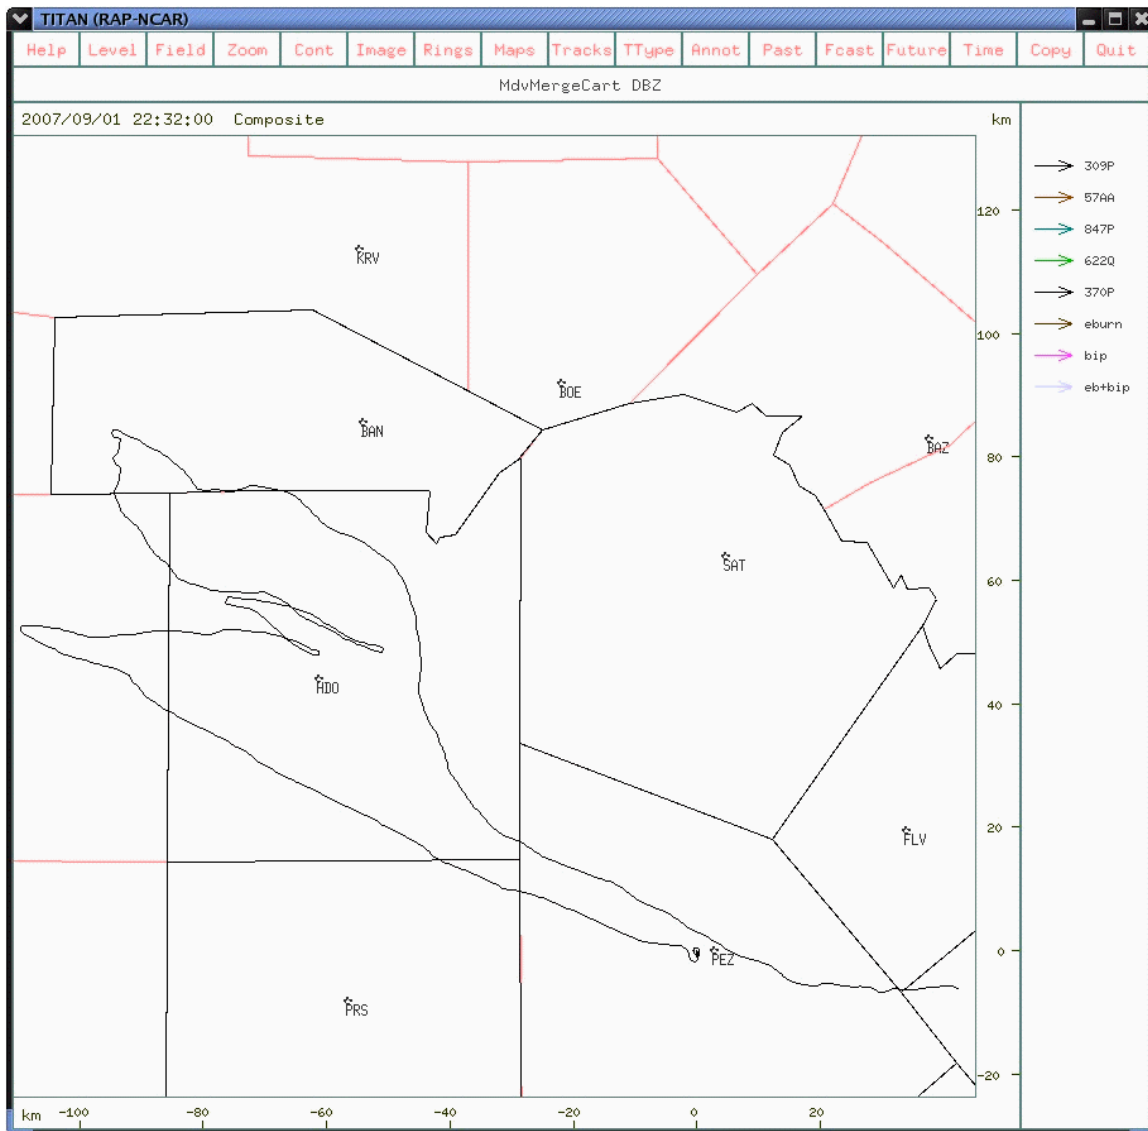 TITAN (RAP-NCAR)
Help Level Field Zoom Cont Image Rings Maps Tracks TType Annot Past Fcast Future Time Copy Quit
MdvMergeCart DBZ
2007/09/01 22:32:00 Composite km
309P
57AA
847P
622Q
370P
eburn
bip
eb+bip
120
KRV
100
BOE
BAN
BAZ
80
SAT
60
ADO
40
20
FLV
0
PEZ
PRS
-20
km -100 -80 -60 -40 -20 0 20